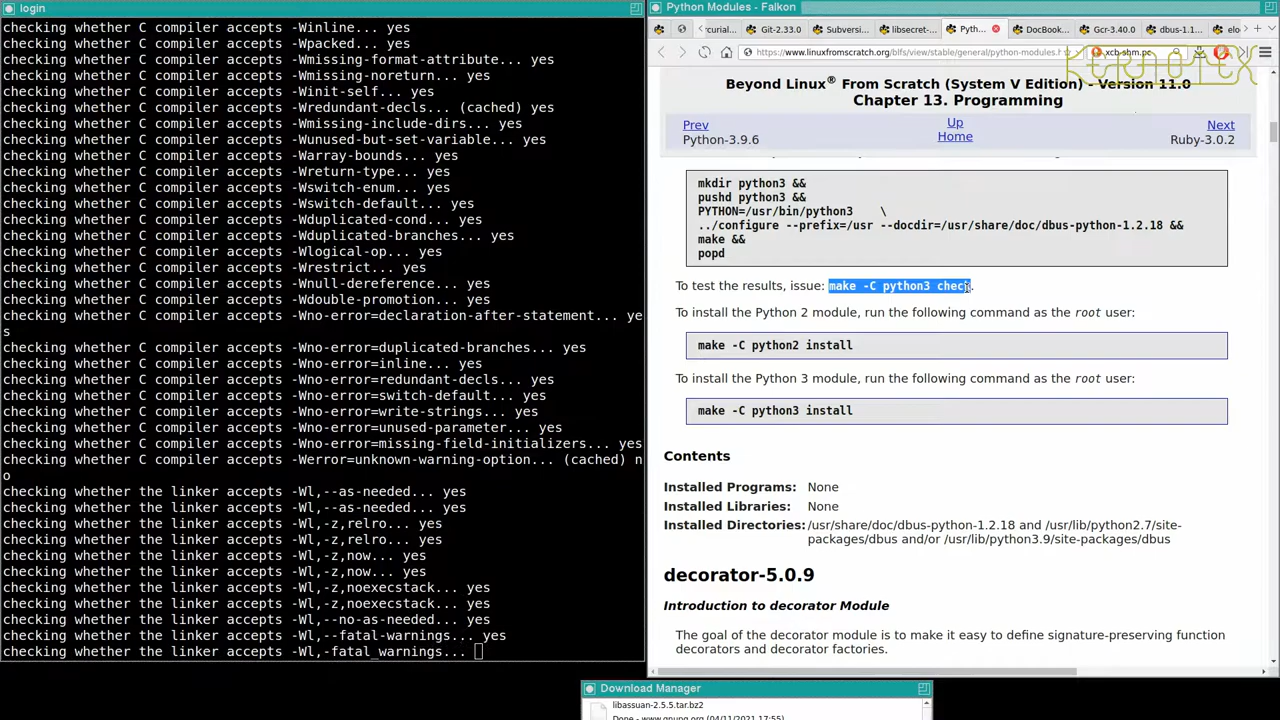 login
checking whether C compiler accepts -Winline... yes
checking whether C compiler accepts -Wpacked... yes
checking whether C compiler accepts -Wmissing-format-attribute... yes
checking whether C compiler accepts -Wmissing-noreturn... yes
checking whether C compiler accepts -Winit-self... yes
checking whether C compiler accepts -Wredundant-decls... (cached) yes
checking whether C compiler accepts -Wmissing-include-dirs... yes
checking whether C compiler accepts -Wunused-but-set-variable... yes
checking whether C compiler accepts -Warray-bounds... yes
checking whether C compiler accepts -Wreturn-type... yes
checking whether C compiler accepts -Wswitch-enum... yes
checking whether C compiler accepts -Wswitch-default... yes
checking whether C compiler accepts -Wduplicated-cond... yes
checking whether C compiler accepts -Wduplicated-branches... yes
checking whether C compiler accepts -Wlogical-op... yes
checking whether C compiler accepts -Wrestrict... yes
checking whether C compiler accepts -Wnull-dereference... yes
checking whether C compiler accepts -Wdouble-promotion... yes
checking whether C compiler accepts -Wno-error=declaration-after-statement... ye
s
checking whether C compiler accepts -Wno-error=duplicated-branches... yes
checking whether C compiler accepts -Wno-error=inline... yes
checking whether C compiler accepts -Wno-error=redundant-decls... yes
checking whether C compiler accepts -Wno-error=switch-default... yes
checking whether C compiler accepts -Wno-error=write-strings... yes
checking whether C compiler accepts -Wno-error=unused-parameter... yes
checking whether C compiler accepts -Wno-error=missing-field-initializers... yes
checking whether C compiler accepts -Werror=unknown-warning-option... (cached) n
o
checking whether the linker accepts -Wl,--as-needed... yes
checking whether the linker accepts -Wl,--as-needed... yes
checking whether the linker accepts -Wl,-z,relro... yes
checking whether the linker accepts -Wl,-z,relro... yes
checking whether the linker accepts -Wl,-z,now... yes
checking whether the linker accepts -Wl,-z,now... yes
checking whether the linker accepts -Wl,-z,noexecstack... yes
checking whether the linker accepts -Wl,-z,noexecstack... yes
checking whether the linker accepts -Wl,--no-as-needed... yes
checking whether the linker accepts -Wl,--fatal-warnings... yes
checking whether the linker accepts -Wl,-fatal_warnings...
Python Modules - Falkon
curial- Git-2.33.0 Subversi libsecret- Pyth... DocBook Gcr-3.40.0 dbus-1.1... elo
https://www.linuxfromscratch.org/blfs/view/stable/general/python-modules.h xcb-shm.pc
KERNOTEX
Beyond Linux® From Scratch (System V Edition) - Version 11.0
Chapter 13. Programming
Prev Up Next
Python-3.9.6 Home Ruby-3.0.2
mkdir python3 &&
pushd python3 &&
PYTHON=/usr/bin/python3 \
../configure --prefix=/usr --docdir=/usr/share/doc/dbus-python-1.2.18 &&
make &&
popd
To test the results, issue: make -C python3 check.
To install the Python 2 module, run the following command as the root user:
make -C python2 install
To install the Python 3 module, run the following command as the root user:
make -C python3 install
Contents
Installed Programs: None
Installed Libraries: None
Installed Directories: /usr/share/doc/dbus-python-1.2.18 and /usr/lib/python2.7/site-
packages/dbus and/or /usr/lib/python3.9/site-packages/dbus
decorator-5.0.9
Introduction to decorator Module
The goal of the decorator module is to make it easy to define signature-preserving function
decorators and decorator factories.
Download Manager
libassuan-2.5.5.tar.bz2
Done - www.gnupg.org (04/11/2021 17:55)